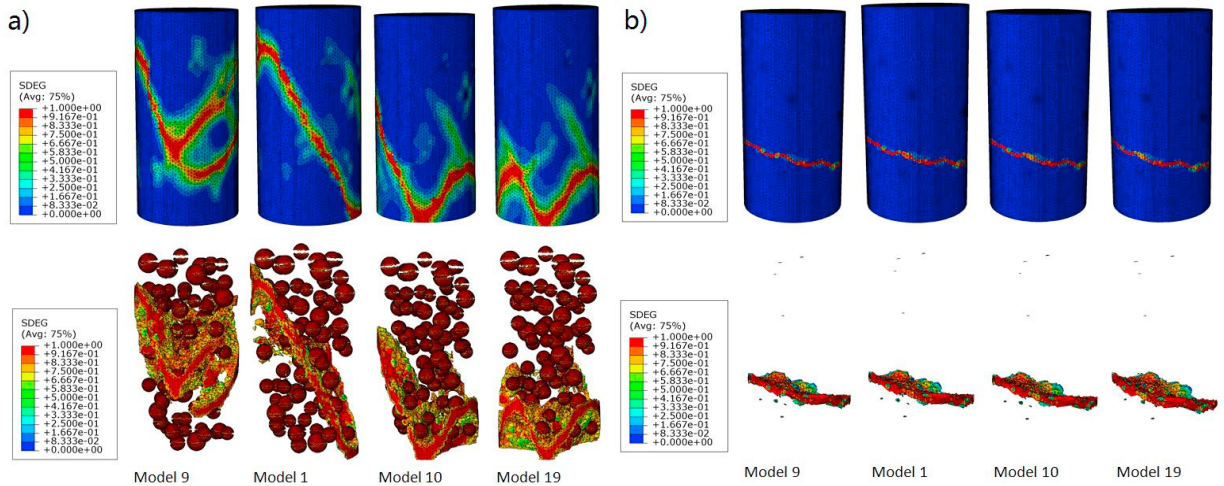 a)
SDEG
(Avg: 75%)
+1.000e+00
+9.167e-01
+8.333e-01
+7.500e-01
+6.667e-01
+5.833e-01
+5.000e-01
+4.167e-01
+3.333e-01
+2.500e-01
+1.667e-01
+8.333e-02
+0.000e+00
SDEG
(Avg: 75%)
+1.000e+00
+9.167e-01
+8.333e-01
+7.500e-01
+6.667e-01
+5.833e-01
+5.000e-01
+4.167e-01
+3.333e-01
+2.500e-01
+1.667e-01
+8.333e-02
+0.000e+00
Model 9
Model 1
Model 10
Model 19
b)
SDEG
(Avg: 75%)
+1.000e+00
+9.167e-01
+8.333e-01
+7.500e-01
+6.667e-01
+5.833e-01
+5.000e-01
+4.167e-01
+3.333e-01
+2.500e-01
+1.667e-01
+8.333e-02
+0.000e+00
SDEG
(Avg: 75%)
+1.000e+00
+9.167e-01
+8.333e-01
+7.500e-01
+6.667e-01
+5.833e-01
+5.000e-01
+4.167e-01
+3.333e-01
+2.500e-01
+1.667e-01
+8.333e-02
+0.000e+00
Model 9
Model 1
Model 10
Model 19